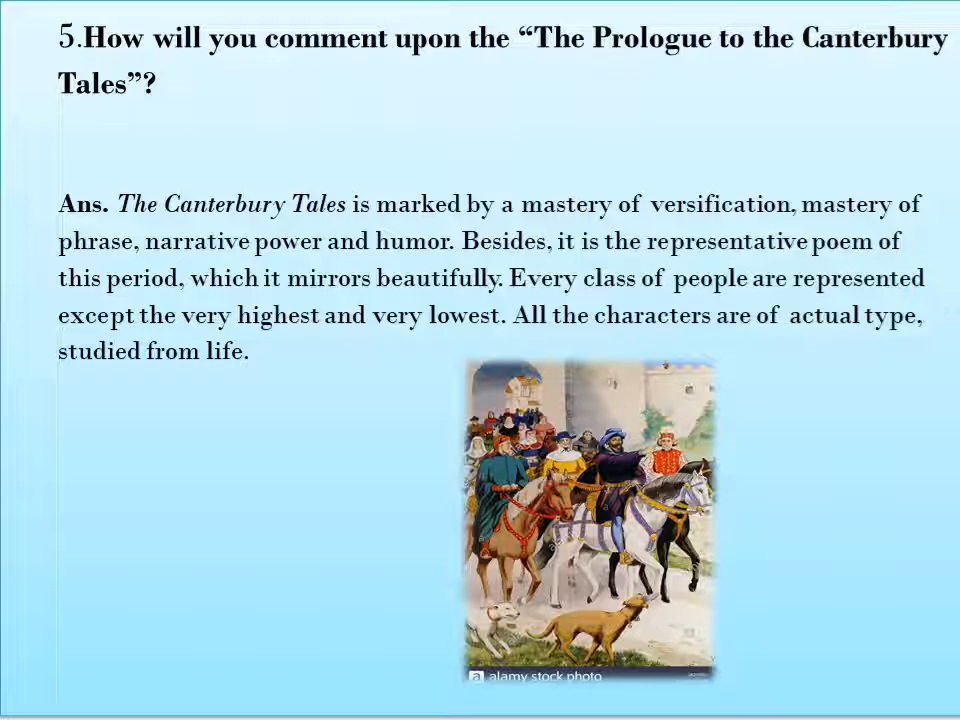 5.How will you comment upon the “The Prologue to the Canterbury
Tales”?
Ans. The Canterbury Tales is marked by a mastery of versification, mastery of
phrase, narrative power and humor. Besides, it is the representative poem of
this period, which it mirrors beautifully. Every class of people are represented
except the very highest and very lowest. All the characters are of actual type,
studied from life.
a alamy stock photo